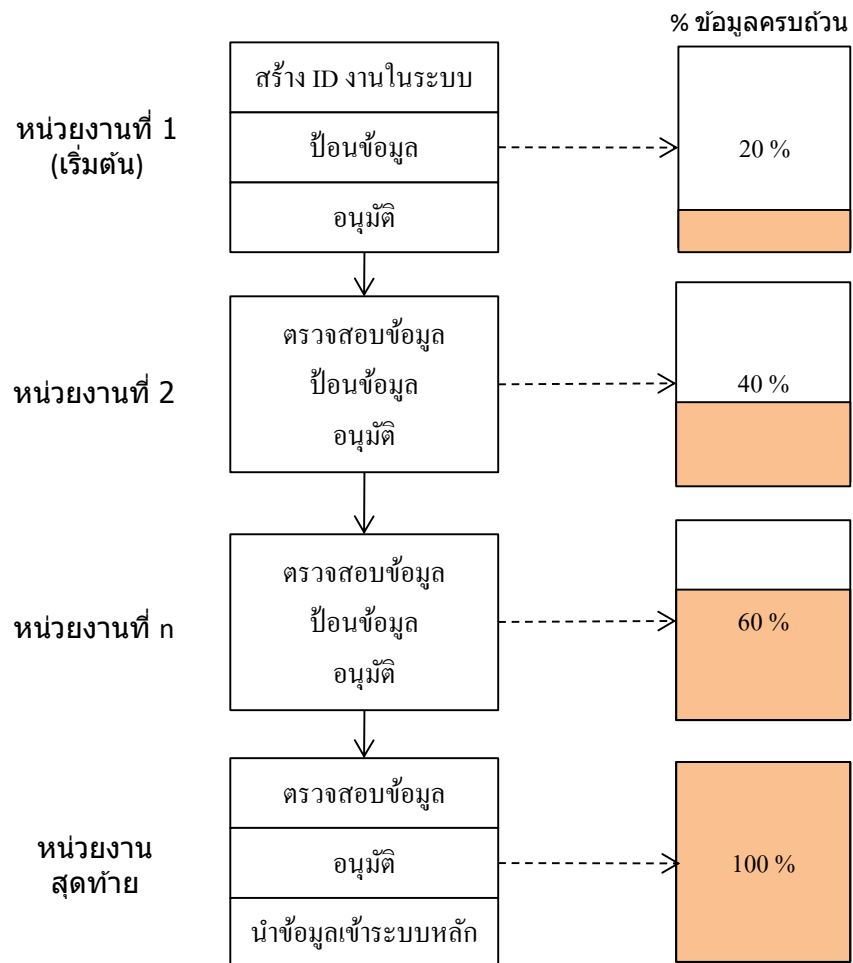 % ข้อมูลครบถ้วน
หน่วยงานที่ 1
(เริ่มต้น)
สร้าง ID งานในระบบ
ป้อนข้อมูล
อนุมัติ
20 %
หน่วยงานที่ 2
ตรวจสอบข้อมูล
ป้อนข้อมูล
อนุมัติ
40 %
หน่วยงานที่ n
ตรวจสอบข้อมูล
ป้อนข้อมูล
อนุมัติ
60 %
หน่วยงาน
สุดท้าย
ตรวจสอบข้อมูล
อนุมัติ
นำข้อมูลเข้าระบบหลัก
100 %